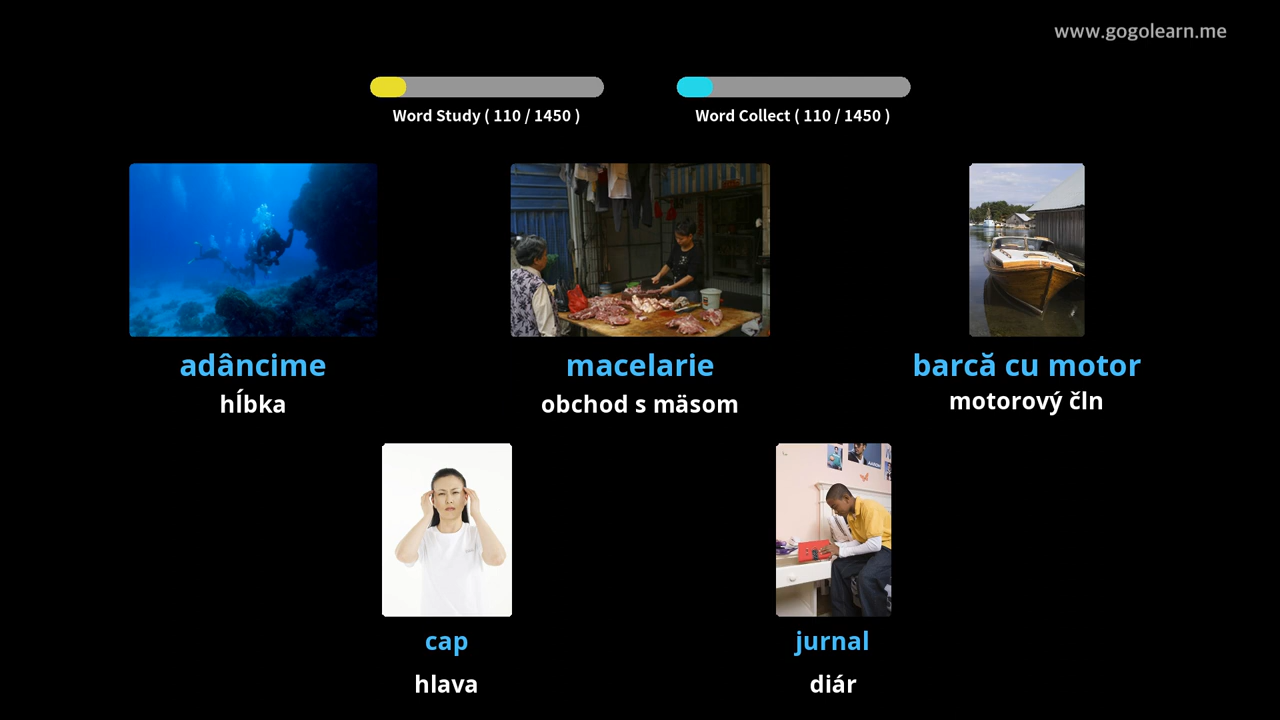 www.gogolearn.me
Word Study ( 110 / 1450 )
Word Collect ( 110 / 1450 )
adâncime
hĺbka
macelarie
obchod s mäsom
barcă cu motor
motorový čln
cap
hlava
jurnal
diár